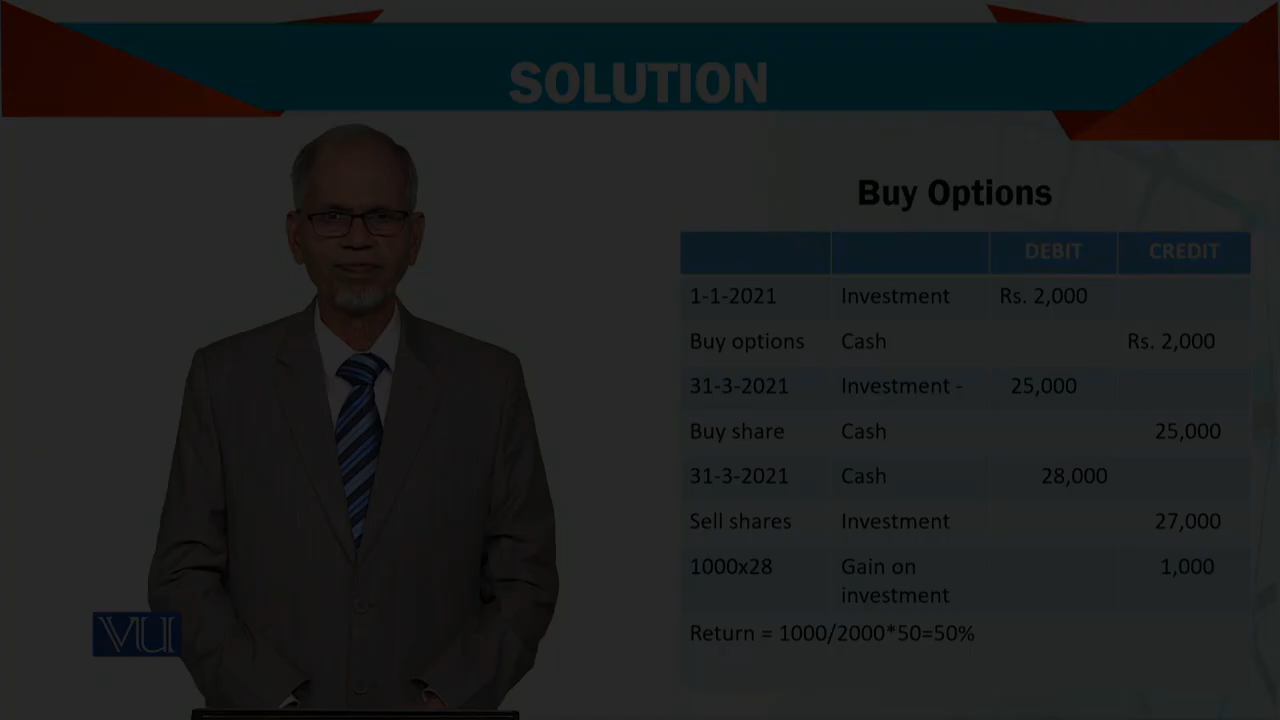 SOLUTION
Buy Options
DEBIT CREDIT
1-1-2021 Investment Rs. 2,000
Buy options Cash Rs. 2,000
31-3-2021 Investment - 25,000
Buy share Cash 25,000
31-3-2021 Cash 28,000
Sell shares Investment 27,000
1000x28 Gain on 1,000
investment
Return = 1000/2000*50=50%
VU